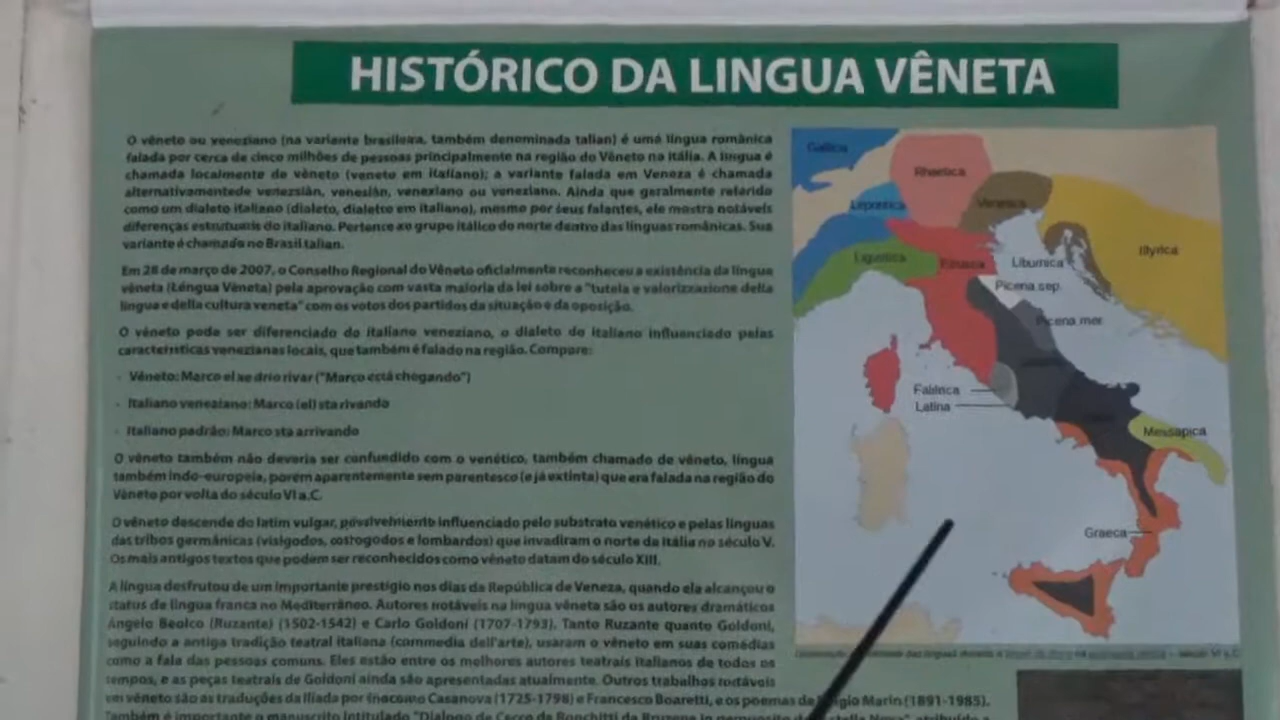 HISTÓRICO DA LINGUA VÊNETA
O vêneto ou veneziano (na variante brasileira, também denominada talian) é uma língua românica
falada por cerca de cinco milhões de pessoas principalmente na região do Vêneto na Itália. A língua é
chamada localmente de vèneto (veneto em italiano); a variante falada em Veneza é chamada
alternativamentede venezsiàn, venesiàn, veneziano ou veneziano. Ainda que geralmente referido
como um dialeto italiano (dialeto, dialetto em italiano), mesmo por seus falantes, ele mostra notáveis
diferenças estruturais do italiano. Pertence ao grupo itálico do norte dentro das línguas românicas. Sua
variante é chamada no Brasil talian.
Em 28 de março de 2007, o Conselho Regional do Vêneto oficialmente reconheceu a existência da língua
vêneta (Léngua Vèneta) pela aprovação com vasta maioria da lei sobre a "tutela e valorizzazione della
lingua e della cultura veneta" com os votos dos partidos da situação e da oposição.
O vêneto pode ser diferenciado do italiano veneziano, o dialeto do italiano influenciado pelas
características venezianas locais, que também é falado na região. Compare:
- Vêneto: Marco el xe drio rivar ("Marco está chegando")
- Italiano veneziano: Marco (el) sta rivando
- Italiano padrão: Marco sta arrivando
O vêneto também não deveria ser confundido com o venético, também chamado de vêneto, língua
também indo-europeia, porém aparentemente sem parentesco (e já extinta) que era falada na região do
Vêneto por volta do século VI a.C.
O vêneto descende do latim vulgar, possivelmente influenciado pelo substrato venético e pelas línguas
das tribos germânicas (visigodos, ostrogodos e lombardos) que invadiram o norte da Itália no século V.
Os mais antigos textos que podem ser reconhecidos como vêneto datam do século XIII.
A língua desfrutou de um importante prestígio nos dias da República de Veneza, quando ela alcançou o
status de língua franca no Mediterrâneo. Autores notáveis na língua vêneta são os autores dramáticos
Angelo Beolco (Ruzante) (1502-1542) e Carlo Goldoni (1707-1793). Tanto Ruzante quanto Goldoni,
seguindo a antiga tradição teatral italiana (commedia dell'arte), usaram o vêneto em suas comédias
como a fala das pessoas comuns. Eles estão entre os melhores autores teatrais italianos de todos os
tempos, e as peças teatrais de Goldoni ainda são apresentadas atualmente. Outros trabalhos notáveis
em vêneto são as traduções da Ilíada por Giacomo Casanova (1725-1798) e Francesco Boaretti, e os poemas de Marin (1891-1985).
Também é importante o manuscrito intitulado "Dialogo de Cecco da Ronchitti da Bruzene
Gallica
Rhaetica
Lepontica
Venetica
Ligustica
Etrusca
Liburnica
Illyrica
Picena sep.
Picena mer.
Falisca
Latina
Messapica
Graeca